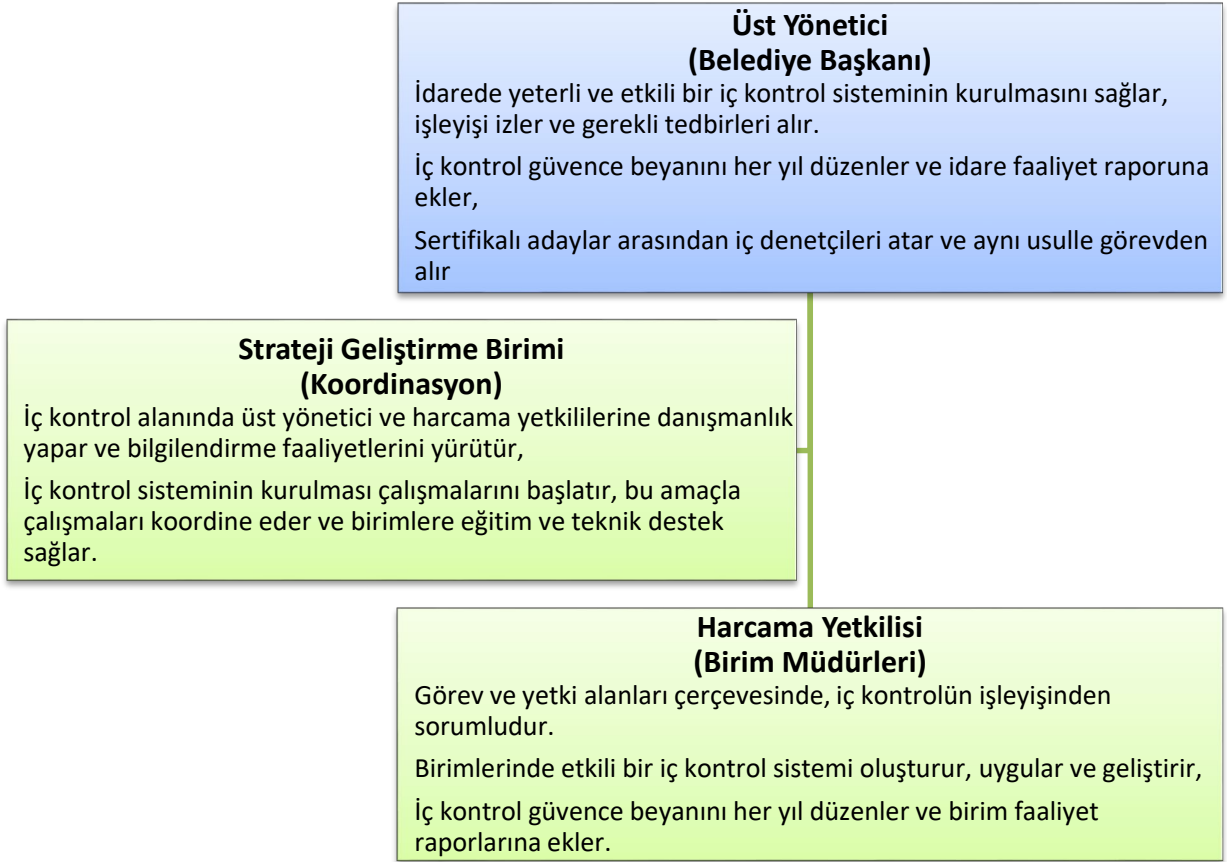 Üst Yönetici
(Belediye Başkanı)
İdarede yeterli ve etkili bir iç kontrol sisteminin kurulmasını sağlar,
işleyişi izler ve gerekli tedbirleri alır.
İç kontrol güvence beyanını her yıl düzenler ve idare faaliyet raporuna
ekler,
Sertifikalı adaylar arasından iç denetçileri atar ve aynı usulle görevden
alır
Strateji Geliştirme Birimi
(Koordinasyon)
İç kontrol alanında üst yönetici ve harcama yetkililerine danışmanlık
yapar ve bilgilendirme faaliyetlerini yürütür,
İç kontrol sisteminin kurulması çalışmalarını başlatır, bu amaçla
çalışmaları koordine eder ve birimlere eğitim ve teknik destek
sağlar.
Harcama Yetkilisi
(Birim Müdürleri)
Görev ve yetki alanları çerçevesinde, iç kontrolün işleyişinden
sorumludur.
Birimlerinde etkili bir iç kontrol sistemi oluşturur, uygular ve geliştirir,
İç kontrol güvence beyanını her yıl düzenler ve birim faaliyet
raporlarına ekler.